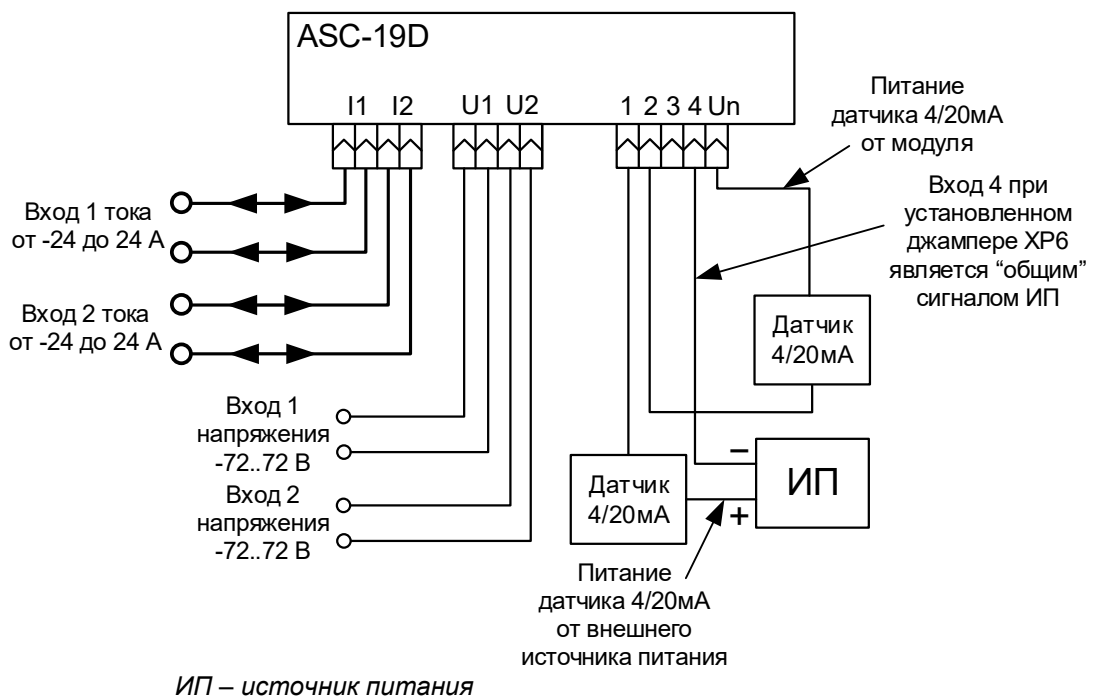 ASC-19D
I1 I2 U1 U2 1 2 3 4 Un
Питание
датчика 4/20мА
от модуля
Вход 4 при
установленном
джампере XP6
является “общим”
сигналом ИП
Вход 1 тока
от -24 до 24 А
Вход 2 тока
от -24 до 24 А
Датчик
4/20мА
Вход 1
напряжения
-72..72 В
Вход 2
напряжения
-72..72 В
Датчик
4/20мА
–
+
ИП
Питание
датчика 4/20мА
от внешнего
источника питания
ИП – источник питания